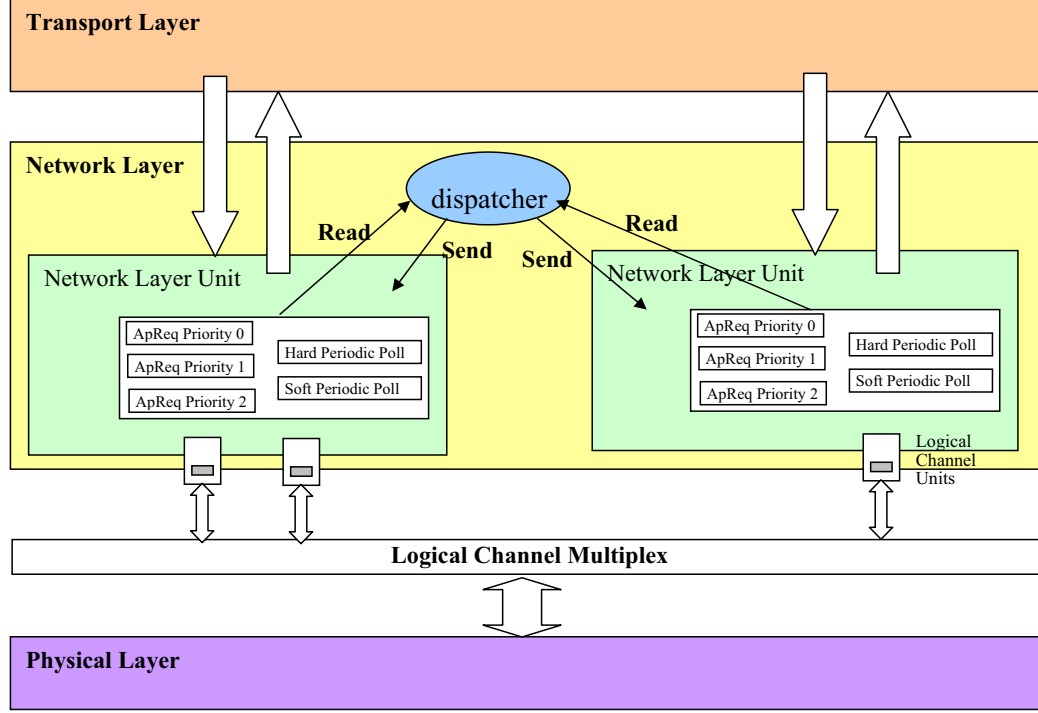 Transport Layer
Network Layer
dispatcher
Read
Send
Send
Read
Network Layer Unit
ApReq Priority 0
ApReq Priority 1
ApReq Priority 2
Hard Periodic Poll
Soft Periodic Poll
Network Layer Unit
ApReq Priority 0
ApReq Priority 1
ApReq Priority 2
Hard Periodic Poll
Soft Periodic Poll
Logical
Channel
Units
Logical Channel Multiplex
Physical Layer